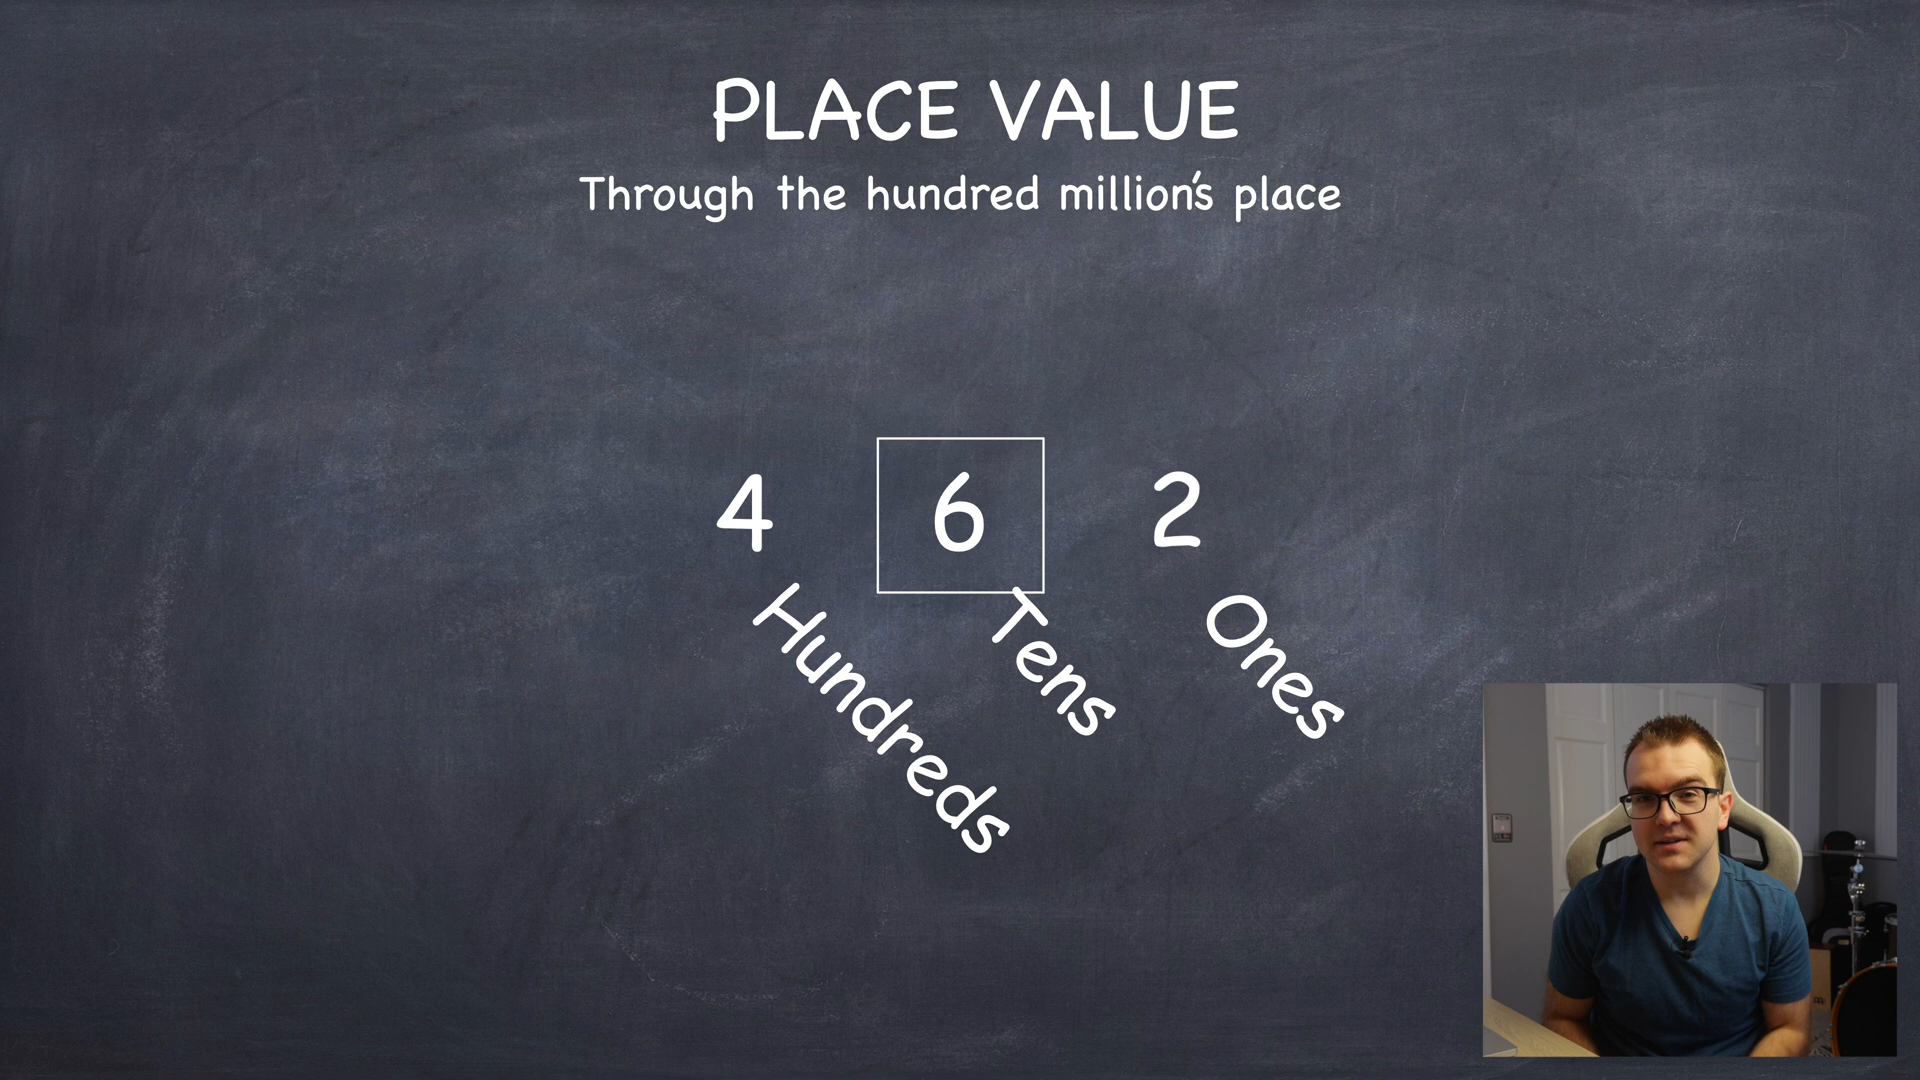 PLACE VALUE
Through the hundred million's place
4 6 2
Hundreds Tens Ones